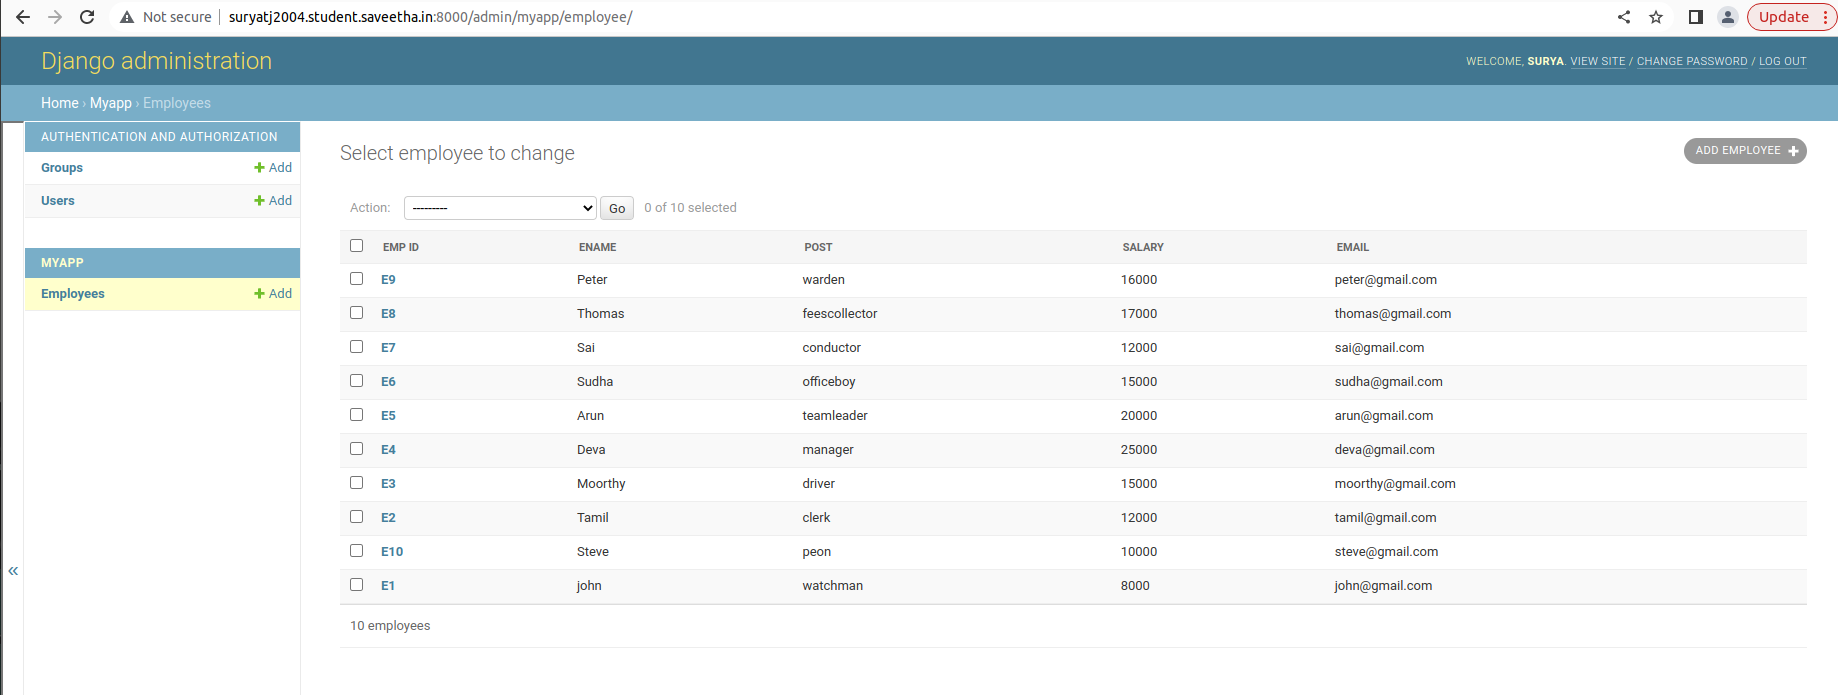 Not secure suryatj2004.student.saveetha.in:8000/admin/myapp/employee/ Update
Django administration
WELCOME, SURYA. VIEW SITE / CHANGE PASSWORD / LOG OUT
Home › Myapp › Employees
AUTHENTICATION AND AUTHORIZATION
Groups + Add
Users + Add
MYAPP
Employees + Add
«
Select employee to change
ADD EMPLOYEE +
Action: --------- Go 0 of 10 selected
EMP ID ENAME POST SALARY EMAIL
E9 Peter warden 16000 peter@gmail.com
E8 Thomas feescollector 17000 thomas@gmail.com
E7 Sai conductor 12000 sai@gmail.com
E6 Sudha officeboy 15000 sudha@gmail.com
E5 Arun teamleader 20000 arun@gmail.com
E4 Deva manager 25000 deva@gmail.com
E3 Moorthy driver 15000 moorthy@gmail.com
E2 Tamil clerk 12000 tamil@gmail.com
E10 Steve peon 10000 steve@gmail.com
E1 john watchman 8000 john@gmail.com
10 employees